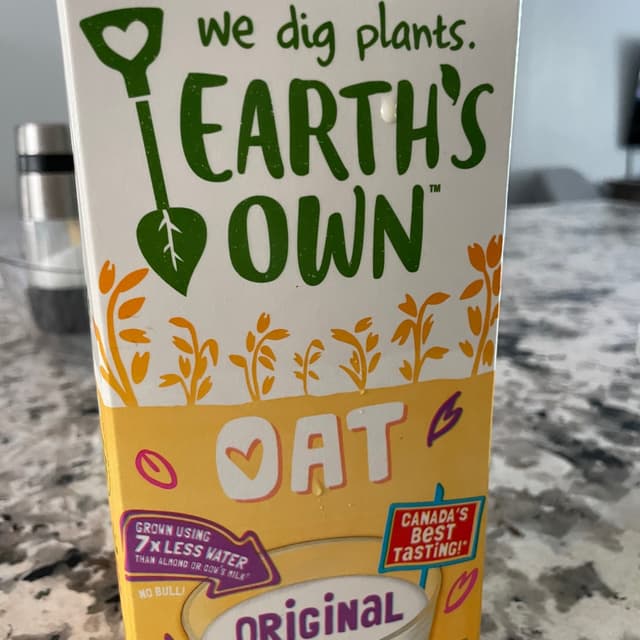 we dig plants.
EARTH'S
OWN™
OAT
GROWN USING
7x LESS WATER
THAN ALMOND OR COW'S MILK*
NO BULL!
CANADA'S
BEST
TASTING!*
ORIGINAL